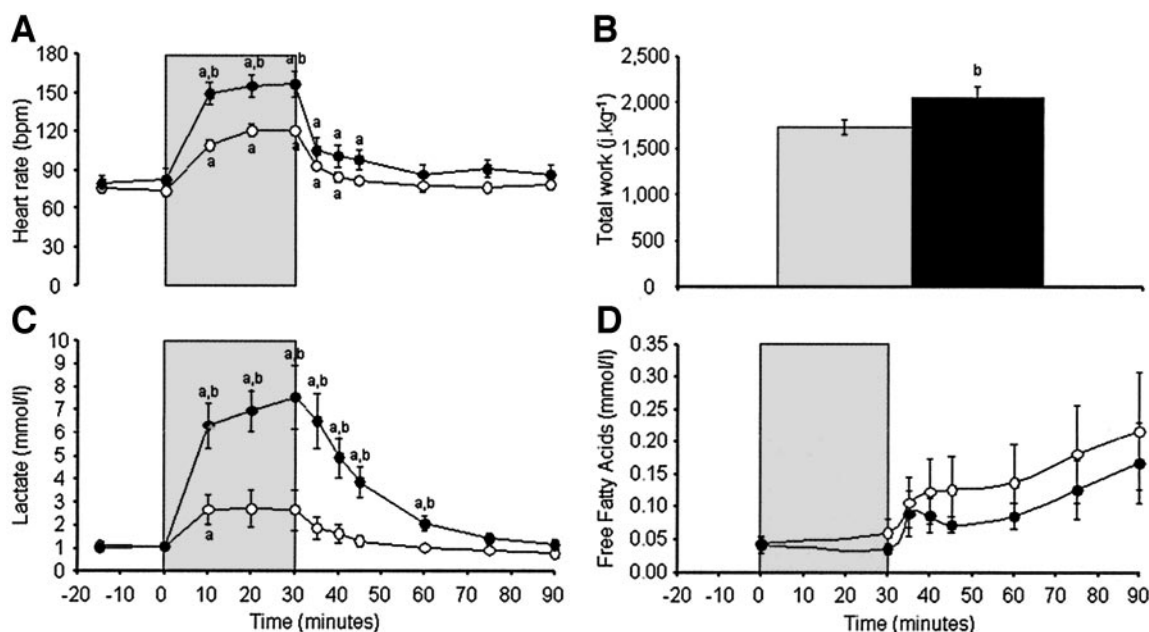 A
180
150
120
90
60
30
0
Heart rate (bpm)
a,b
a,b
a,b
a
a
a
a
a
a
a
a
B
2,500
2,000
1,500
1,000
500
0
Total work (j.kg-1)
b
C
10
9
8
7
6
5
4
3
2
1
0
Lactate (mmol/l)
a,b
a,b
a,b
a,b
a,b
a,b
a,b
a
-20 -10 0 10 20 30 40 50 60 70 80 90
Time (minutes)
D
0.35
0.30
0.25
0.20
0.15
0.10
0.05
0.00
Free Fatty Acids (mmol/l)
-20 -10 0 10 20 30 40 50 60 70 80 90
Time (minutes)